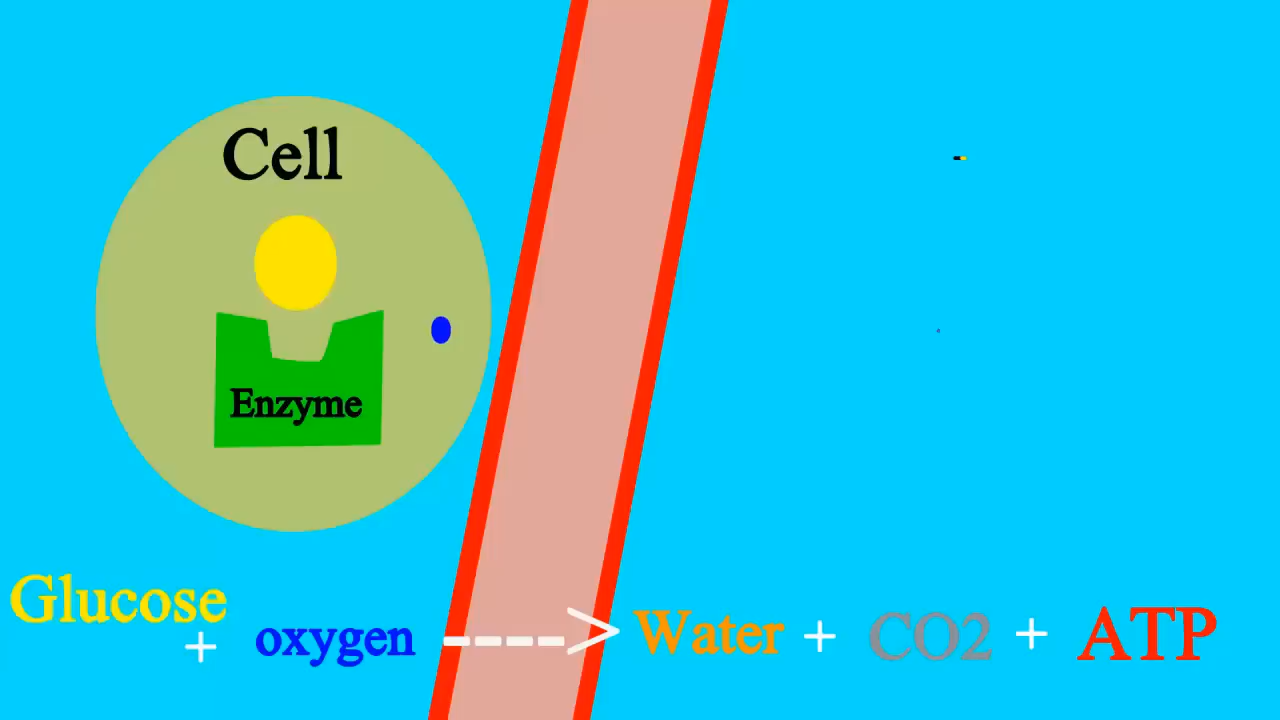 Cell
Enzyme
Glucose + oxygen ----> Water + CO2 + ATP